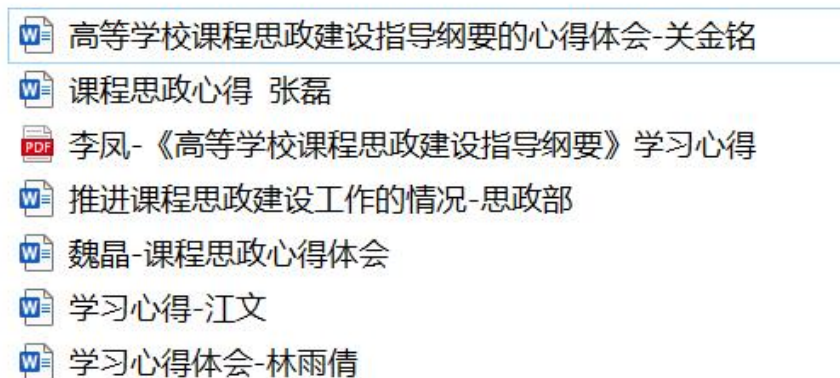 高等学校课程思政建设指导纲要的心得体会-关金铭
课程思政心得 张磊
李凤-《高等学校课程思政建设指导纲要》学习心得
推进课程思政建设工作的情况-思政部
魏晶-课程思政心得体会
学习心得-江文
学习心得体会-林雨倩